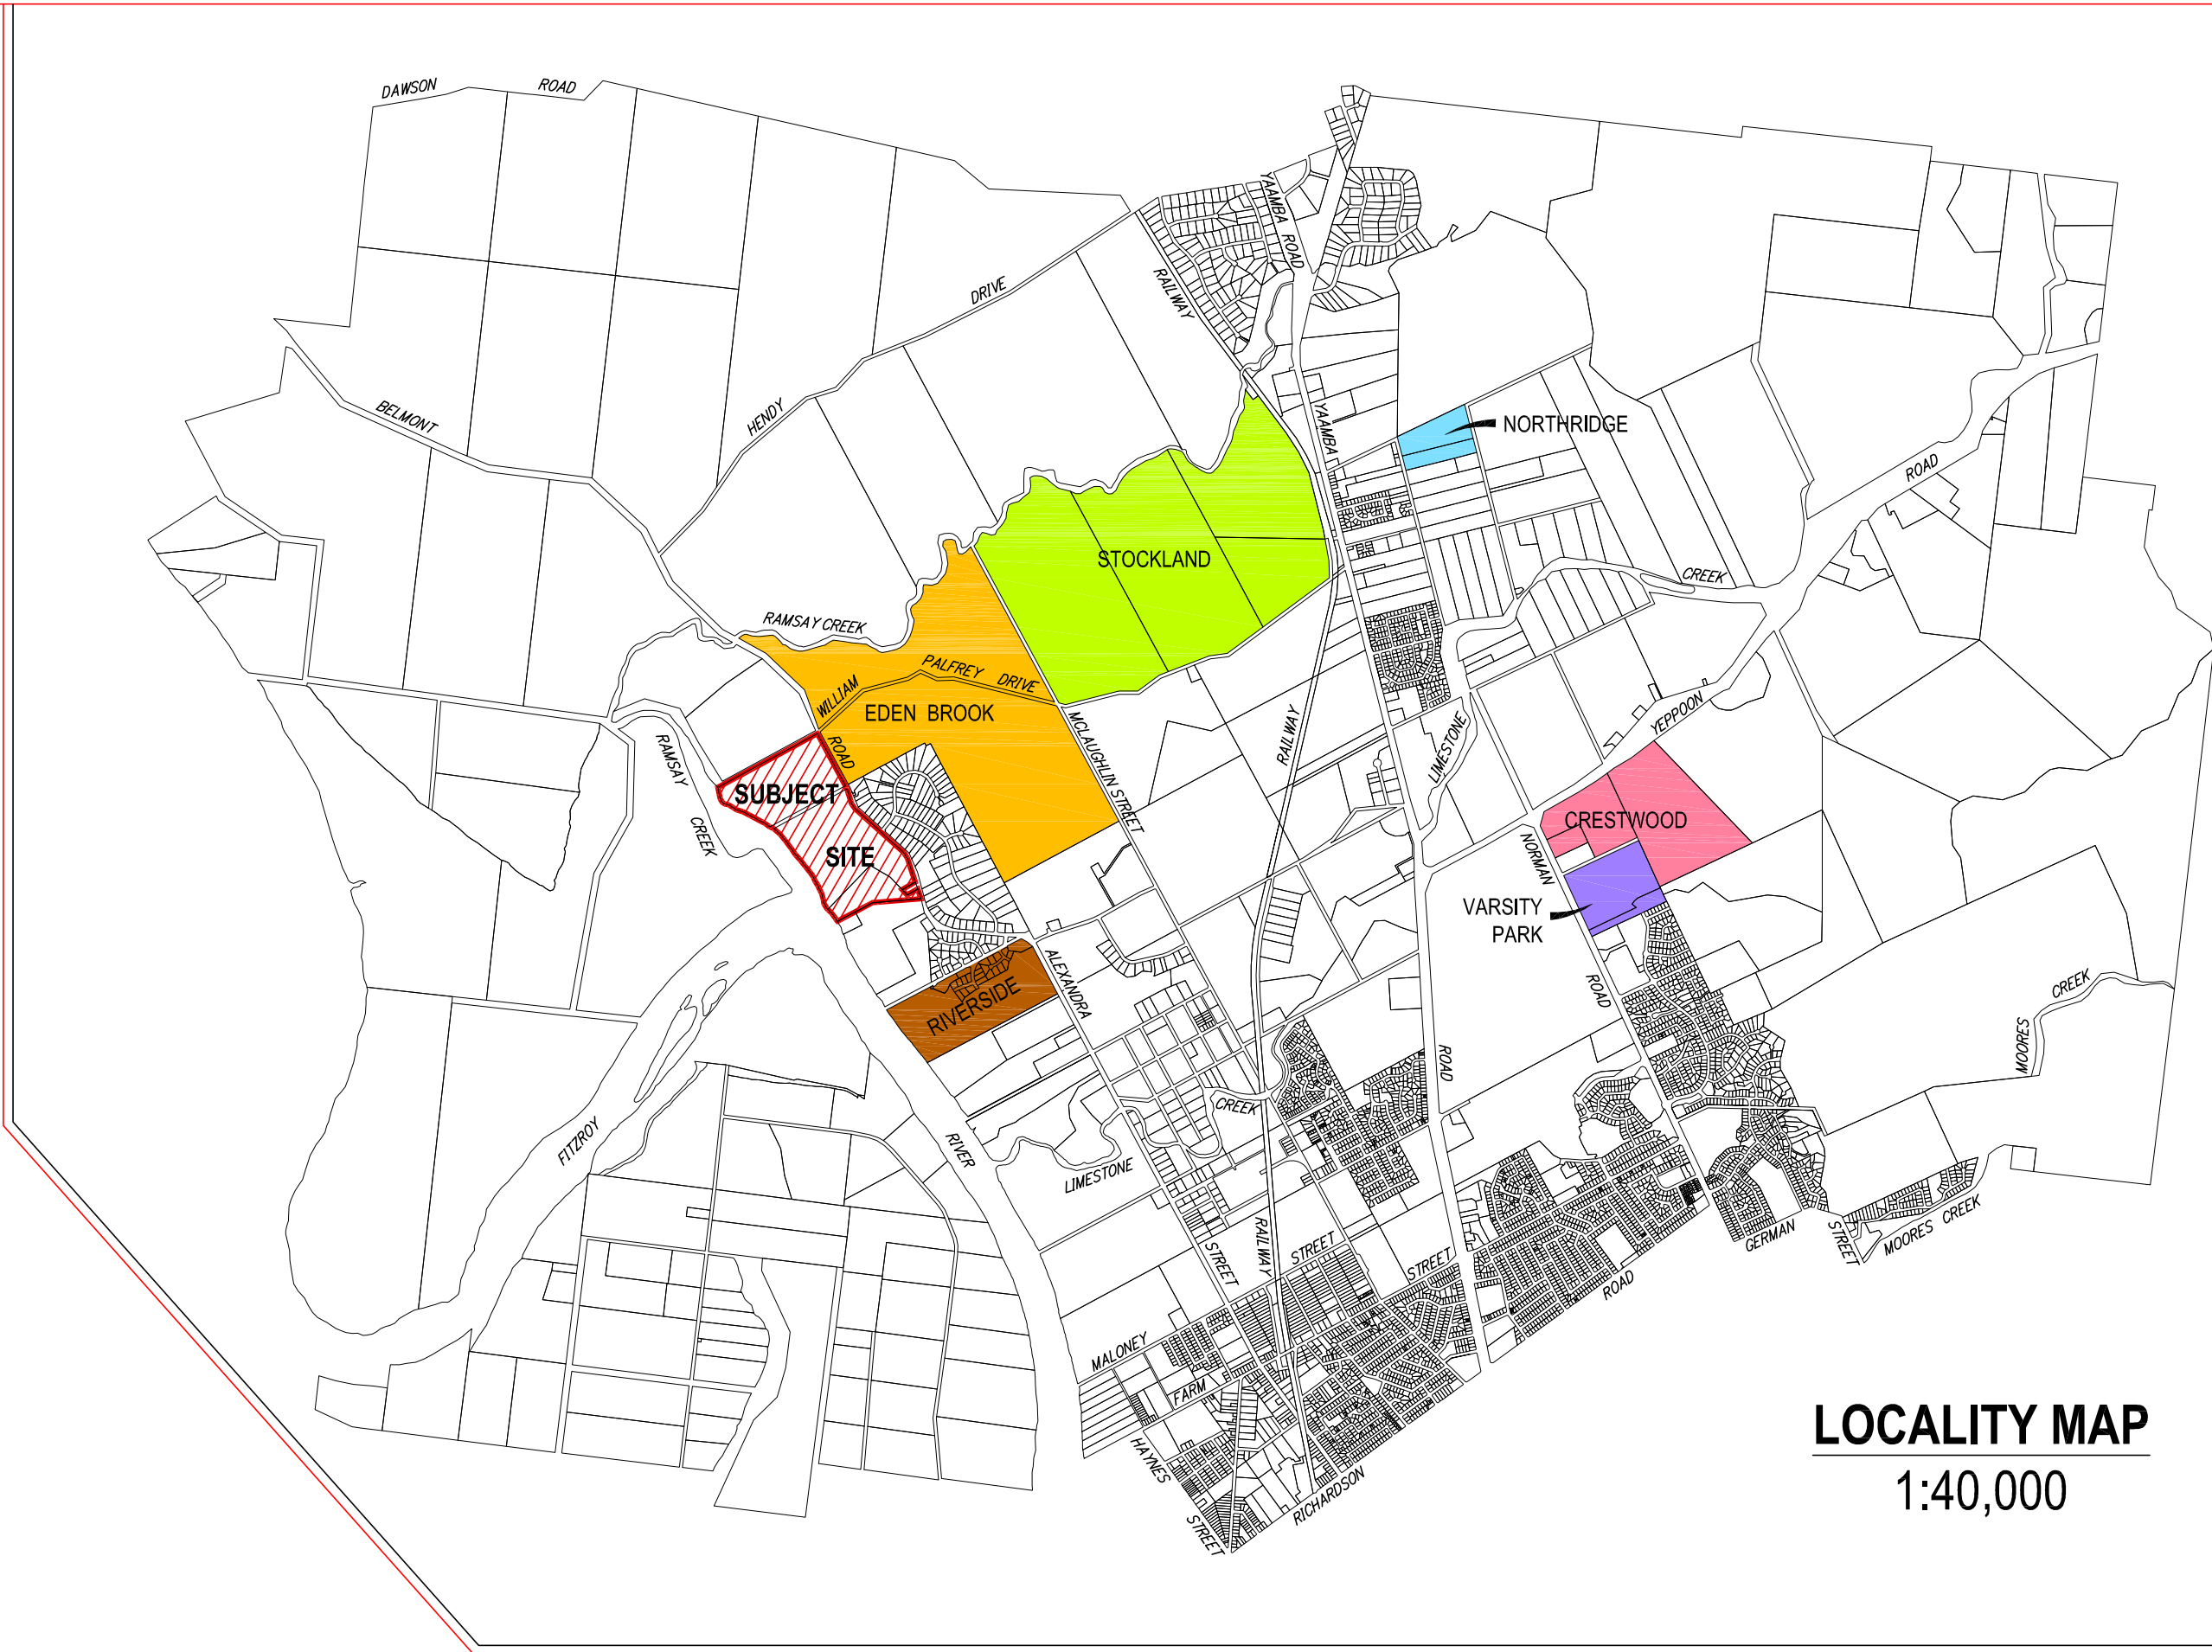 DAWSON ROAD
YAAMBA ROAD
RAILWAY
DRIVE
HENDY
BELMONT
YAAMBA
NORTHRIDGE
ROAD
STOCKLAND
CREEK
RAMSAY CREEK
PALFREY DRIVE
WILLIAM
EDEN BROOK
ROAD
MCLAUGHLIN STREET
RAILWAY
LIMESTONE
YEPPOON
RAMSAY
CREEK
SUBJECT
SITE
CRESTWOOD
NORMAN
VARSITY
PARK
ROAD
ALEXANDRA
RIVERSIDE
CREEK
MOORES
ROAD
CREEK
FITZROY
RIVER
LIMESTONE
STREET
RAILWAY
STREET
STREET
GERMAN
STREET
MOORES CREEK
ROAD
MALONEY
FARM
HAYNES
STREET
RICHARDSON
LOCALITY MAP
1:40,000